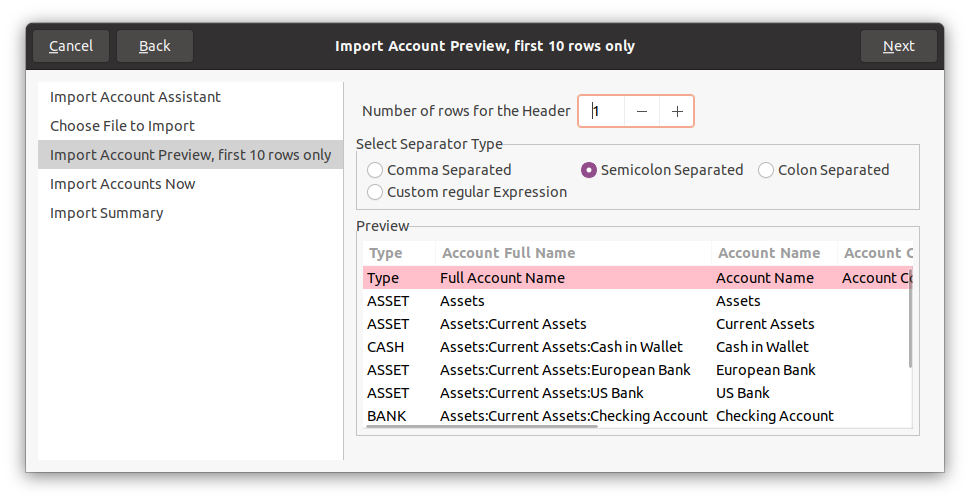 Cancel Back Import Account Preview, first 10 rows only Next
Import Account Assistant
Choose File to Import
Import Account Preview, first 10 rows only
Import Accounts Now
Import Summary
Number of rows for the Header 1 − +
Select Separator Type
Comma Separated Semicolon Separated Colon Separated
Custom regular Expression
Preview
Type Account Full Name Account Name Account C
Type Full Account Name Account Name Account Co
ASSET Assets Assets
ASSET Assets:Current Assets Current Assets
CASH Assets:Current Assets:Cash in Wallet Cash in Wallet
ASSET Assets:Current Assets:European Bank European Bank
ASSET Assets:Current Assets:US Bank US Bank
BANK Assets:Current Assets:Checking Account Checking Account